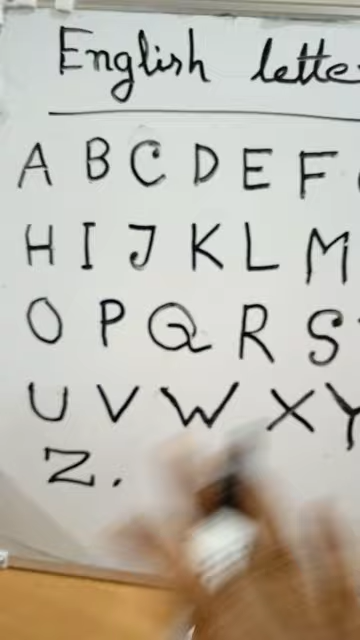 English lette
A B C D E F
H I J K L M
O P Q R S
U V W X Y
Z.